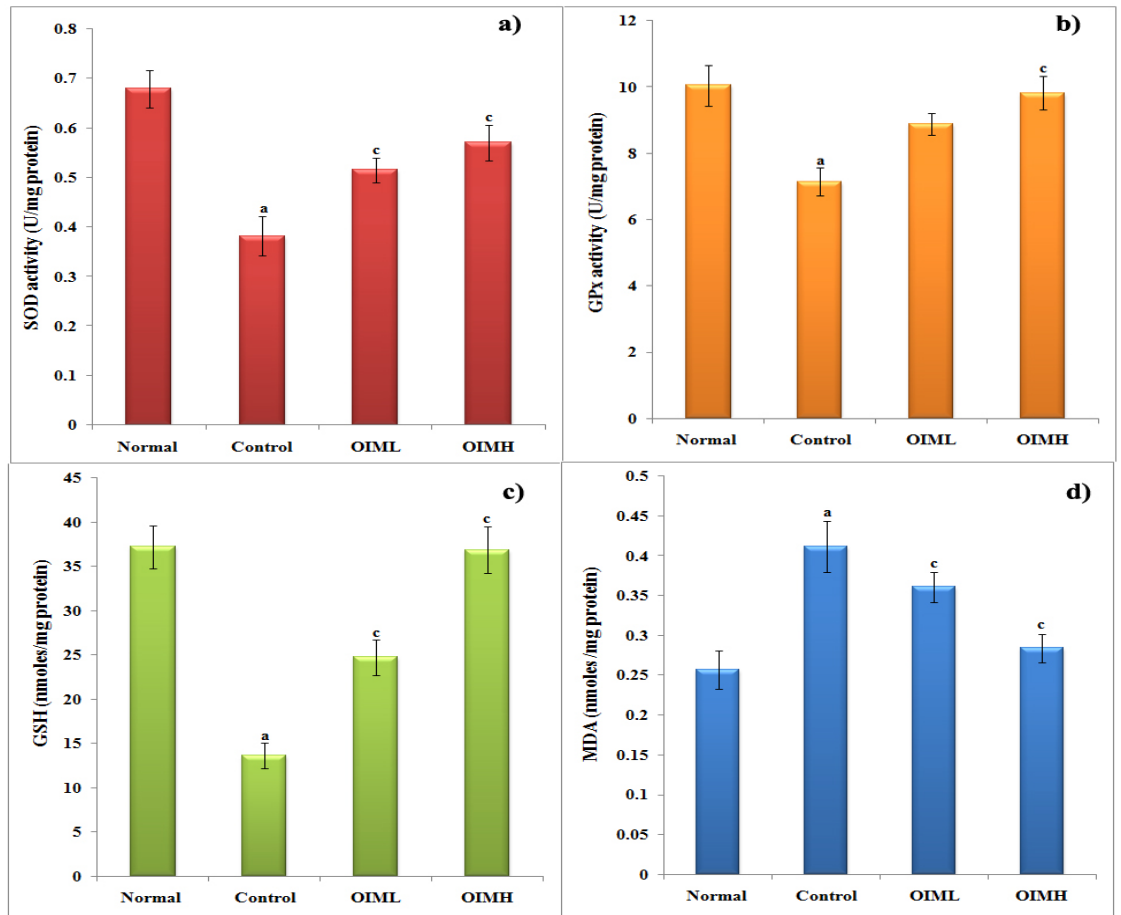 a)
SOD activity (U/mg protein)
0.8
0.7
0.6
0.5
0.4
0.3
0.2
0.1
0
a
c
c
Normal Control OIML OIMH
b)
GPx activity (U/mg protein)
12
10
8
6
4
2
0
a
c
Normal Control OIML OIMH
c)
GSH (nmoles/mg protein)
45
40
35
30
25
20
15
10
5
0
a
c
c
Normal Control OIML OIMH
d)
MDA (nmoles /mg protein)
0.5
0.45
0.4
0.35
0.3
0.25
0.2
0.15
0.1
0.05
0
a
c
c
Normal Control OIML OIMH